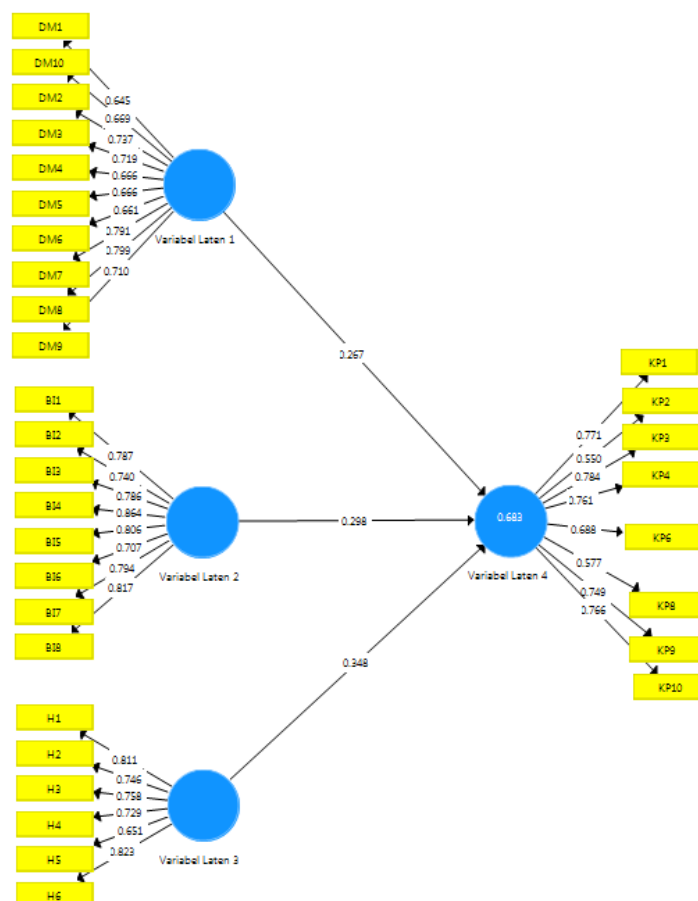 DM1
DM10
DM2
DM3
DM4
DM5
DM6
DM7
DM8
DM9
0.645
0.669
0.737
0.719
0.666
0.666
0.661
0.791
0.799
0.710
Variabel Laten 1
0.267
BI1
BI2
BI3
BI4
BI5
BI6
BI7
BI8
0.787
0.740
0.786
0.864
0.806
0.707
0.794
0.817
Variabel Laten 2
0.298
H1
H2
H3
H4
H5
H6
0.811
0.746
0.758
0.729
0.651
0.823
Variabel Laten 3
0.348
0.683
Variabel Laten 4
0.771
0.550
0.784
0.761
0.688
0.577
0.749
0.766
KP1
KP2
KP3
KP4
KP6
KP8
KP9
KP10